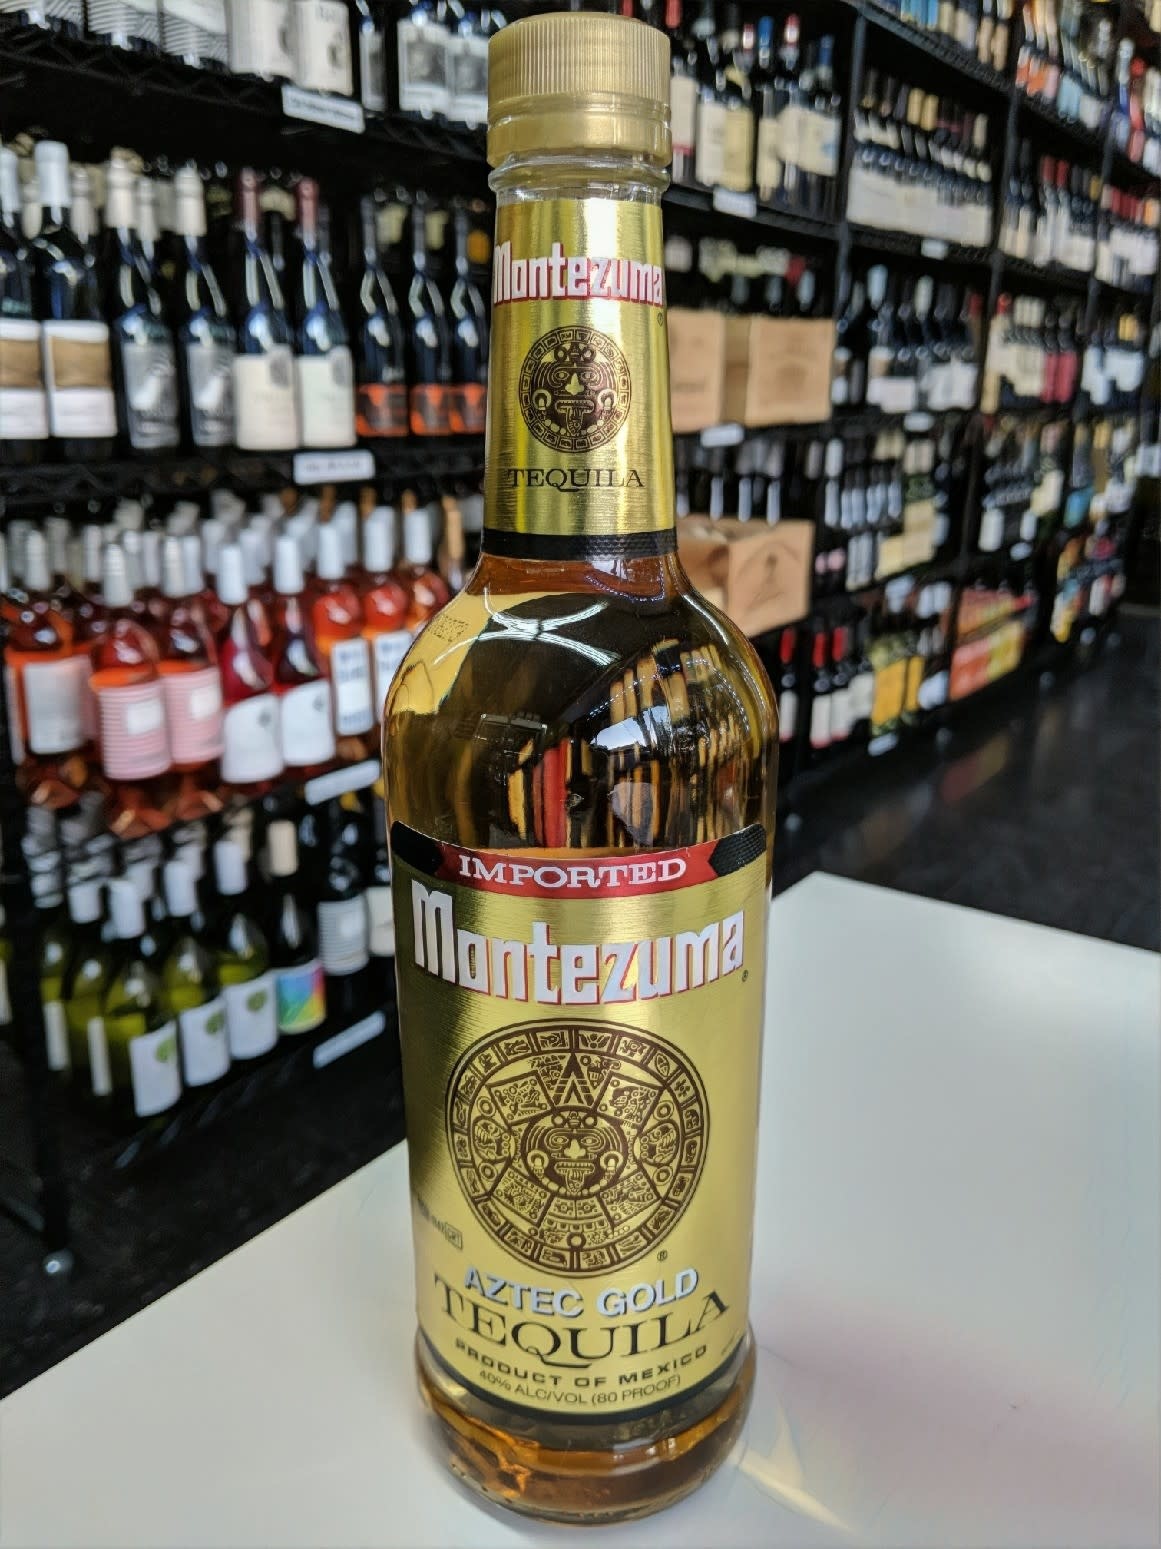 Montezuma
TEQUILA
IMPORTED
Montezuma
®
®
AZTEC GOLD
TEQUILA
PRODUCT OF MEXICO
40% ALC/VOL (80 PROOF)